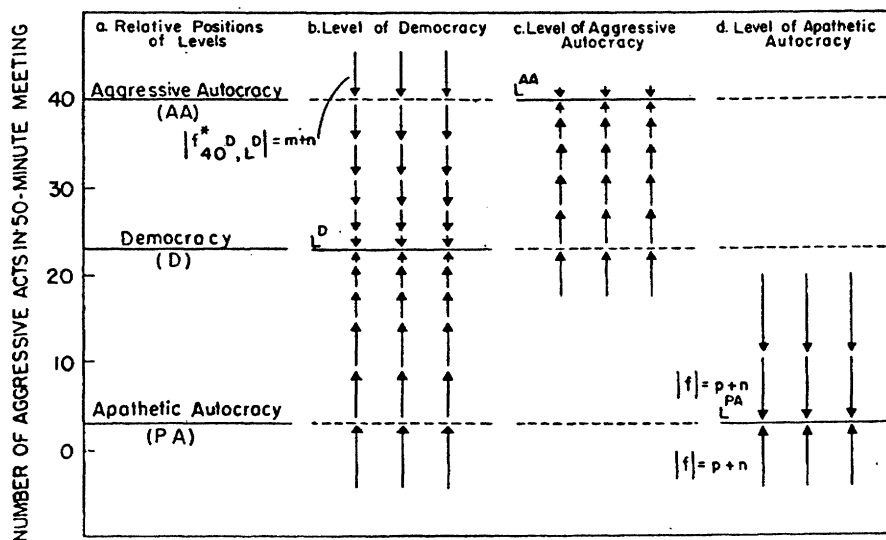 NUMBER OF AGGRESSIVE ACTS IN 50-MINUTE MEETING
40
30
20
10
0
a. Relative Positions
of Levels
Aggressive Autocracy
(AA)
Democracy
(D)
Apathetic Autocracy
(PA)
b. Level of Democracy
|f*40D, LD| = m+n
LD
c. Level of Aggressive
Autocracy
LAA
d. Level of Apathetic
Autocracy
|f| = p+n
LPA
|f| = p+n